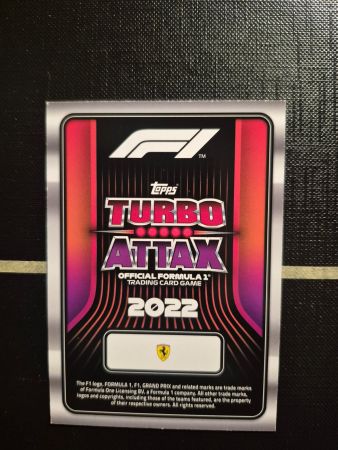 F1
TM
Topps
TURBO
ATTAX
OFFICIAL FORMULA 1®
TRADING CARD GAME
2022
The F1 logo, FORMULA 1, F1, GRAND PRIX and related marks are trade marks
of Formula One Licensing BV, a Formula 1 company. All other trade marks,
logos and copyrights, including those of the teams featured, are the property
of their respective owners. All rights reserved.